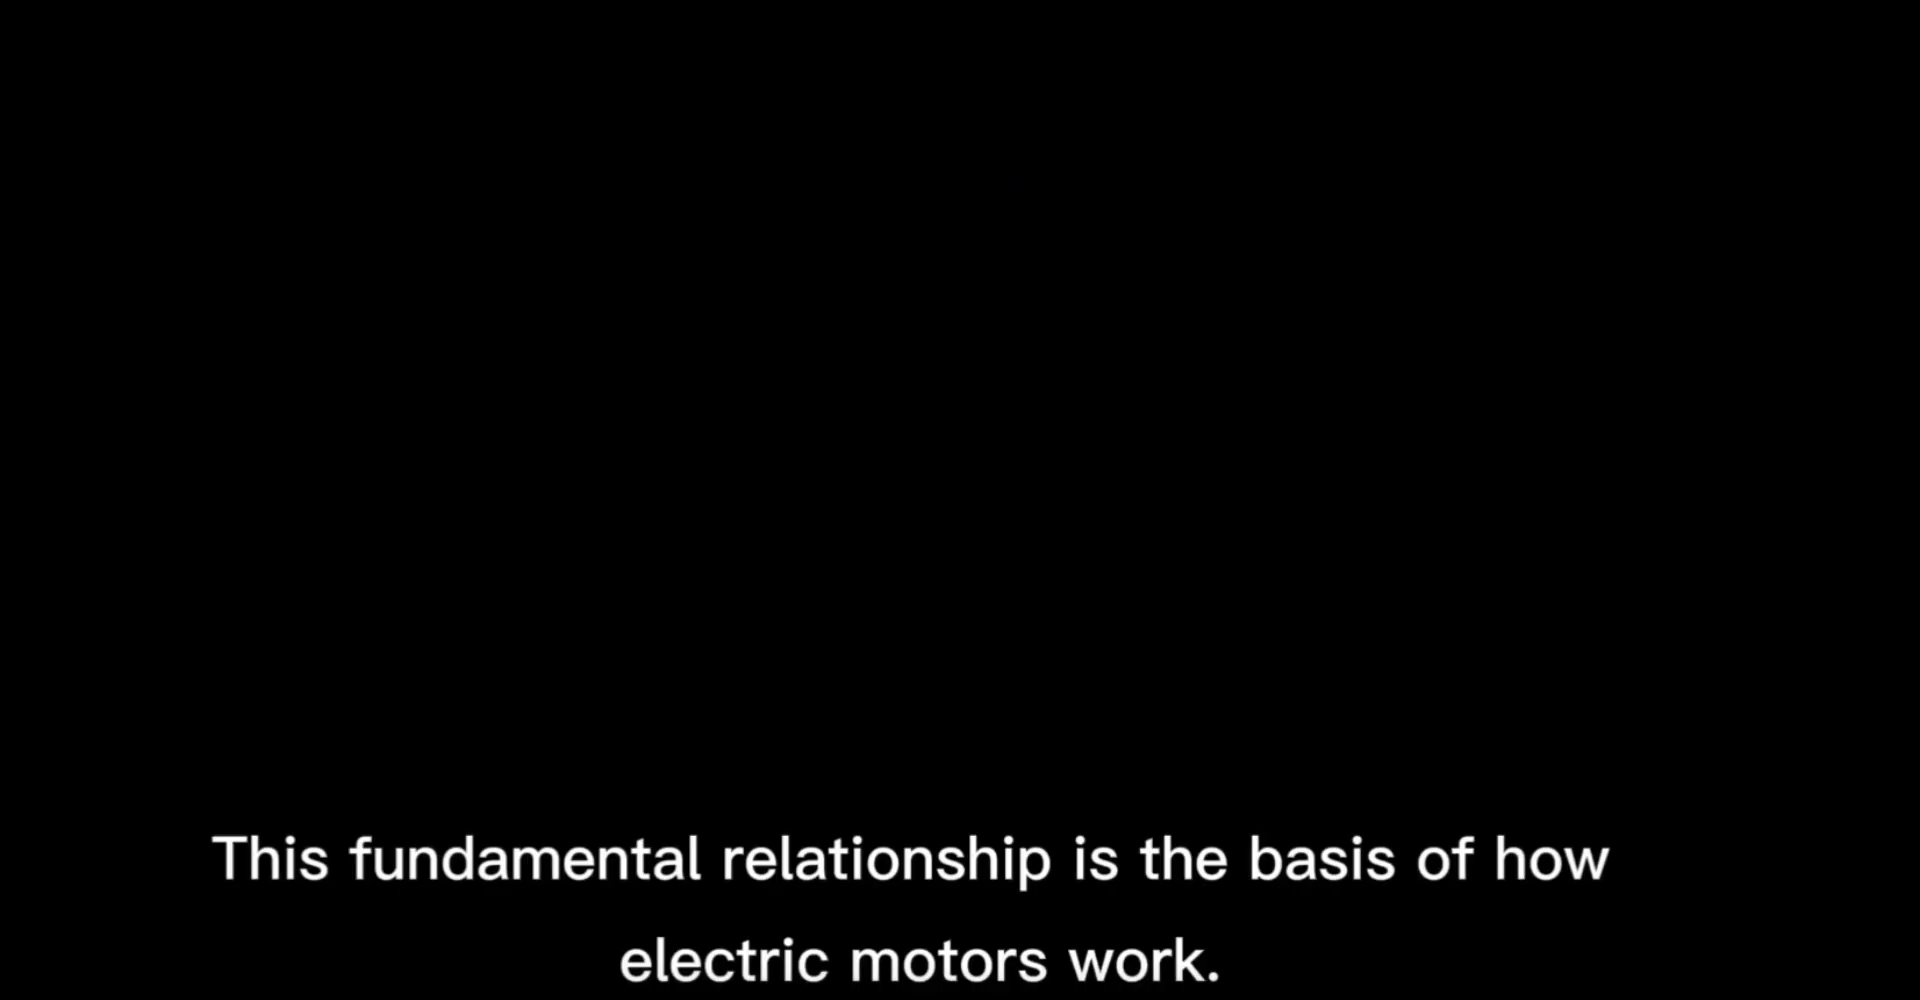 This fundamental relationship is the basis of how
electric motors work.